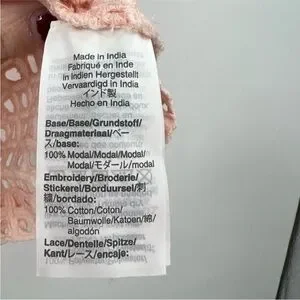 Made in India
Fabriqué en Inde
in Indien Hergestellt
Vervaardigd in India
インド製
Hecho en India
Base/Base/Grundstoff/
Draagmateriaal/ベー
ス/base:
100% Modal/Modal/Modal/
Modal/モダール/modal
Embroidery/Broderie/
Stickerei/Borduursel/刺
繍/bordado:
100% Cotton/Coton/
Baumwolle/Katoen/綿/
algodón
Lace/Dentelle/Spitze/
Kant/レース/encaje: